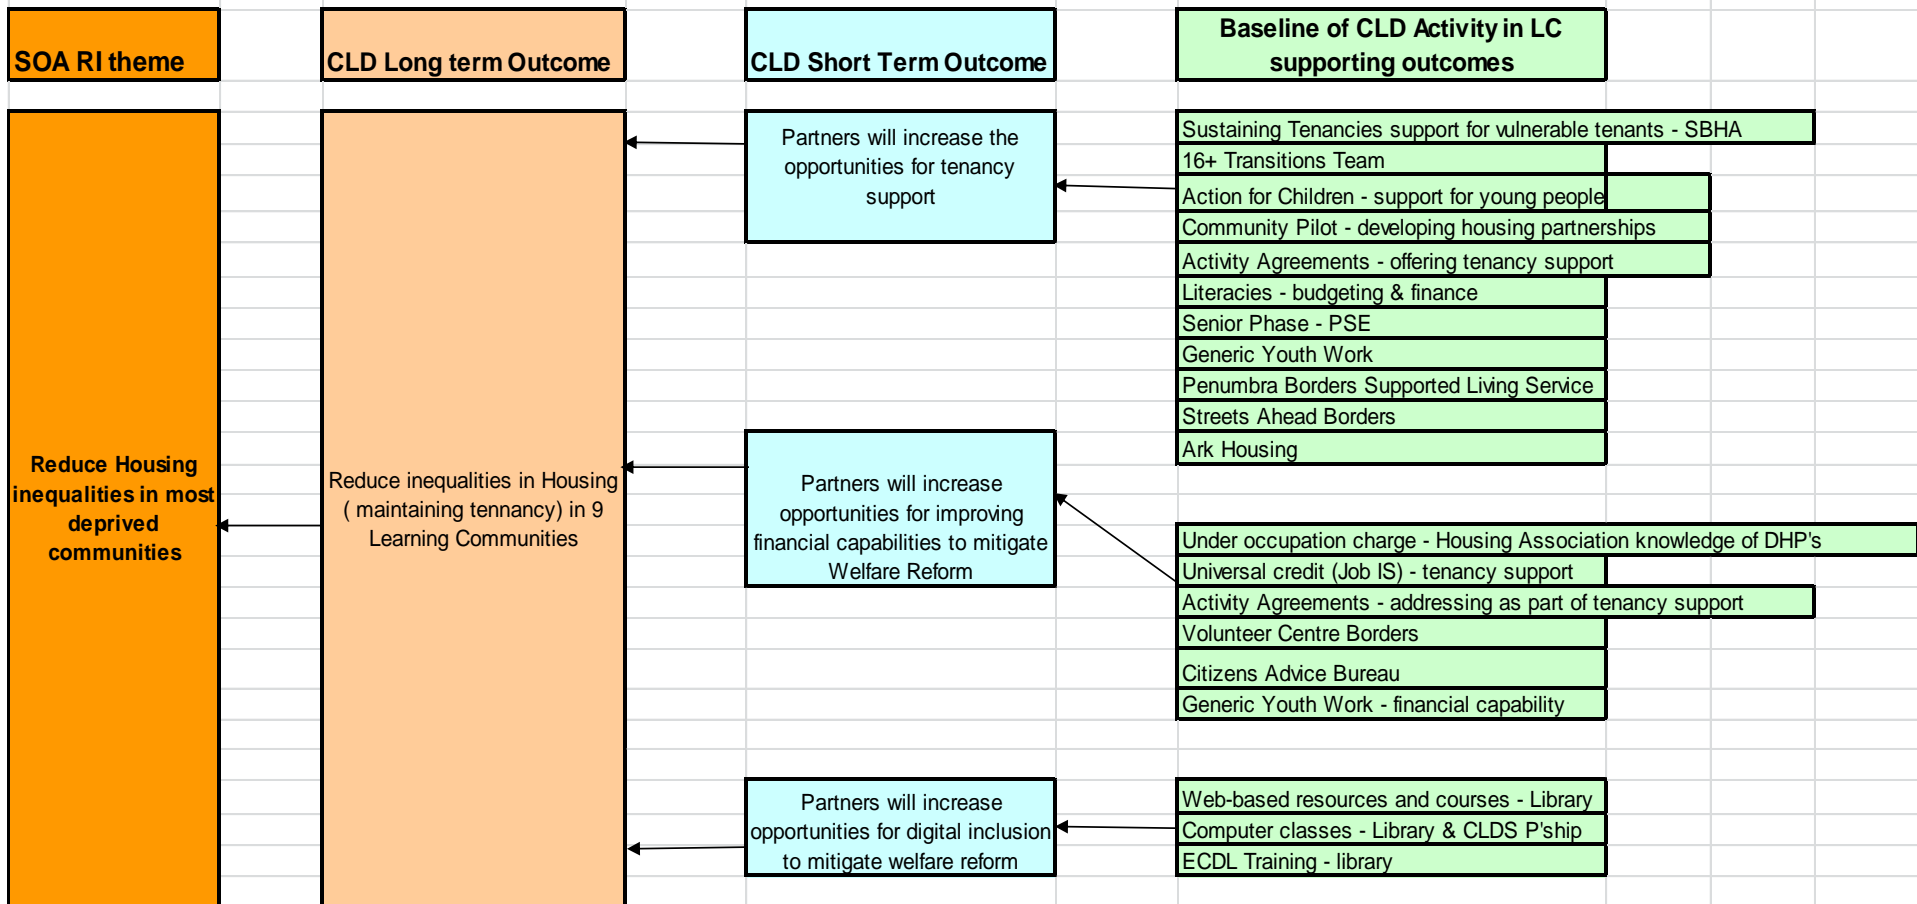 SOA RI theme
CLD Long term Outcome
CLD Short Term Outcome
Baseline of CLD Activity in LC
supporting outcomes
Reduce Housing
inequalities in most
deprived
communities
Reduce inequalities in Housing
( maintaining tennancy) in 9
Learning Communities
Partners will increase the
opportunities for tenancy
support
Sustaining Tenancies support for vulnerable tenants - SBHA
16+ Transitions Team
Action for Children - support for young people
Community Pilot - developing housing partnerships
Activity Agreements - offering tenancy support
Literacies - budgeting & finance
Senior Phase - PSE
Generic Youth Work
Penumbra Borders Supported Living Service
Streets Ahead Borders
Ark Housing
Partners will increase
opportunities for improving
financial capabilities to mitigate
Welfare Reform
Under occupation charge - Housing Association knowledge of DHP's
Universal credit (Job IS) - tenancy support
Activity Agreements - addressing as part of tenancy support
Volunteer Centre Borders
Citizens Advice Bureau
Generic Youth Work - financial capability
Partners will increase
opportunities for digital inclusion
to mitigate welfare reform
Web-based resources and courses - Library
Computer classes - Library & CLDS P'ship
ECDL Training - library